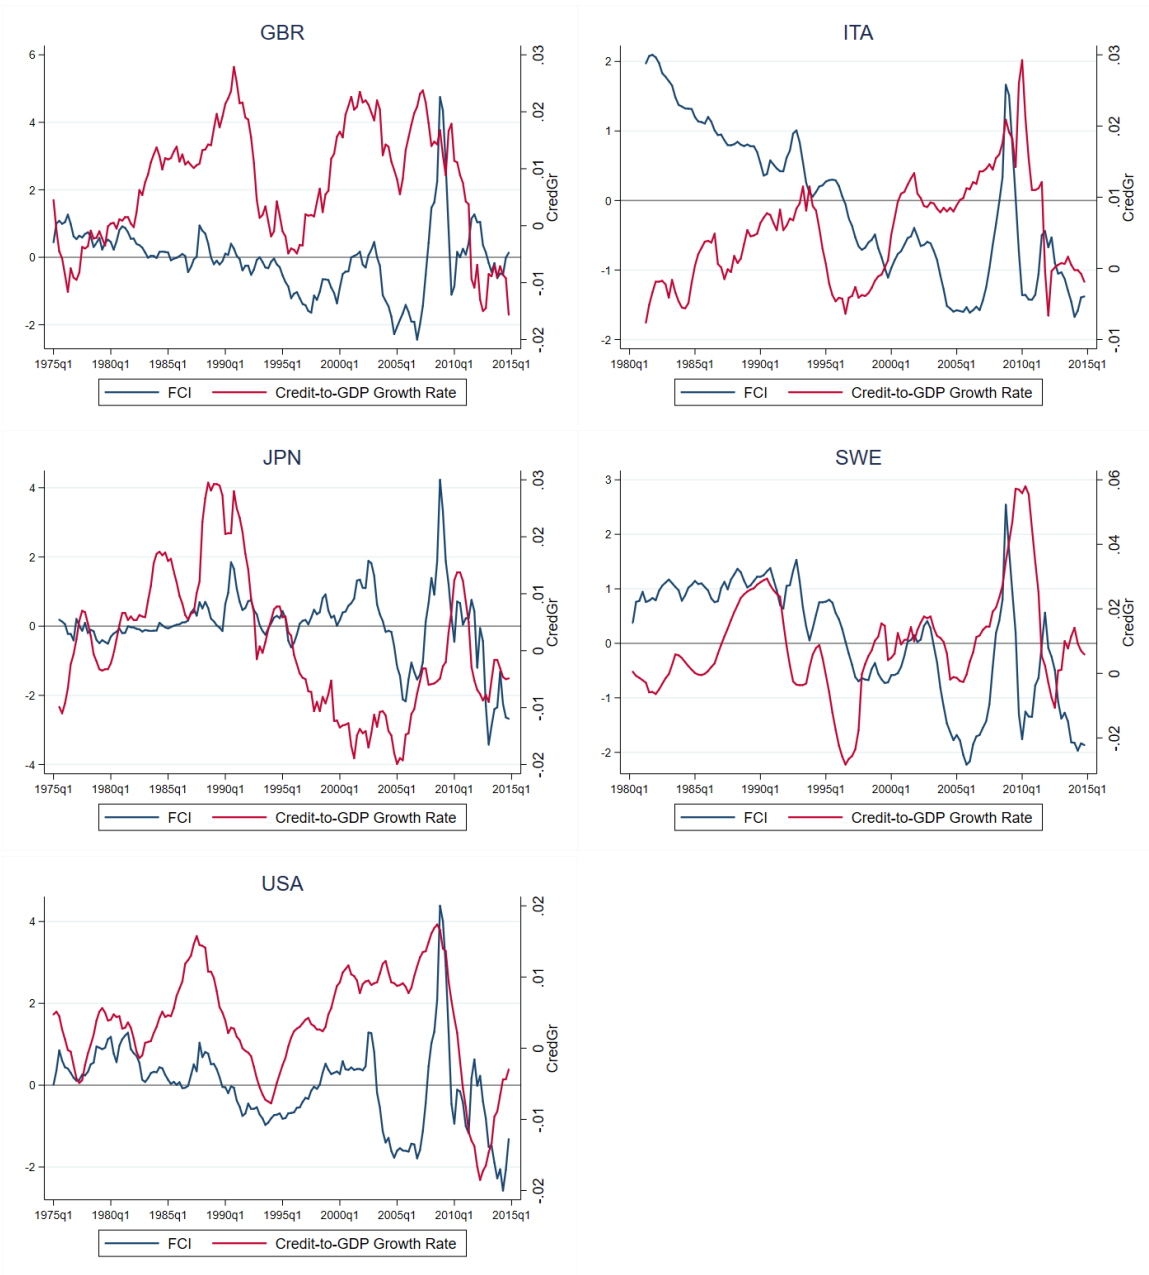 GBR
6
4
2
0
-2
.03
.02
.01
0
-.01
-.02
CredGr
1975q1 1980q1 1985q1 1990q1 1995q1 2000q1 2005q1 2010q1 2015q1
FCI Credit-to-GDP Growth Rate
ITA
2
1
0
-1
-2
.03
.02
.01
0
-.01
CredGr
1980q1 1985q1 1990q1 1995q1 2000q1 2005q1 2010q1 2015q1
FCI Credit-to-GDP Growth Rate
JPN
4
2
0
-2
-4
.03
.02
.01
0
-.01
-.02
CredGr
1975q1 1980q1 1985q1 1990q1 1995q1 2000q1 2005q1 2010q1 2015q1
FCI Credit-to-GDP Growth Rate
SWE
3
2
1
0
-1
-2
.06
.04
.02
0
-.02
CredGr
1980q1 1985q1 1990q1 1995q1 2000q1 2005q1 2010q1 2015q1
FCI Credit-to-GDP Growth Rate
USA
4
2
0
-2
.02
.01
0
-.01
-.02
CredGr
1975q1 1980q1 1985q1 1990q1 1995q1 2000q1 2005q1 2010q1 2015q1
FCI Credit-to-GDP Growth Rate